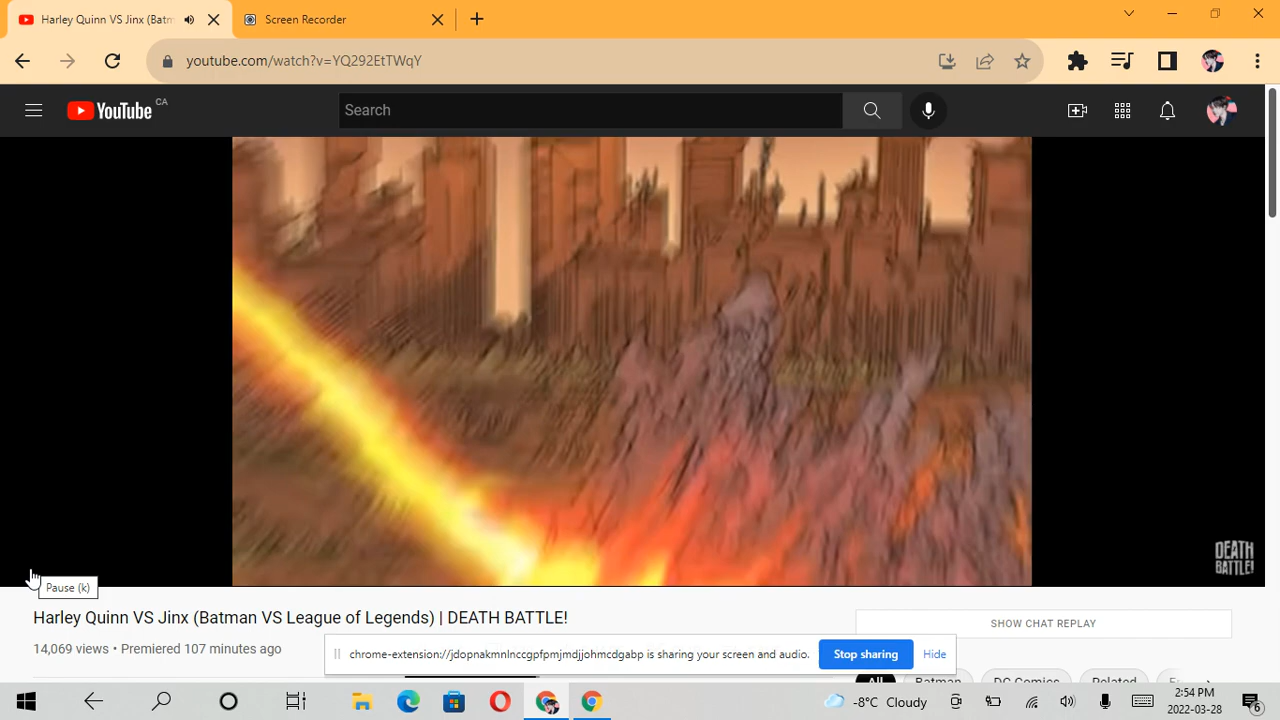 Harley Quinn VS Jinx (Batm
Screen Recorder
youtube.com/watch?v=YQ292EtTWqY
YouTube CA
Search
DEATH BATTLE!
Pause (k)
Harley Quinn VS Jinx (Batman VS League of Legends) | DEATH BATTLE!
14,069 views • Premiered 107 minutes ago
SHOW CHAT REPLAY
chrome-extension://jdopnakmnlnccgpfpmjmdjjohmcdgabp is sharing your screen and audio.
Stop sharing
Hide
All
Batman
DC Comics
Related
-8°C Cloudy
2:54 PM
2022-03-28
6